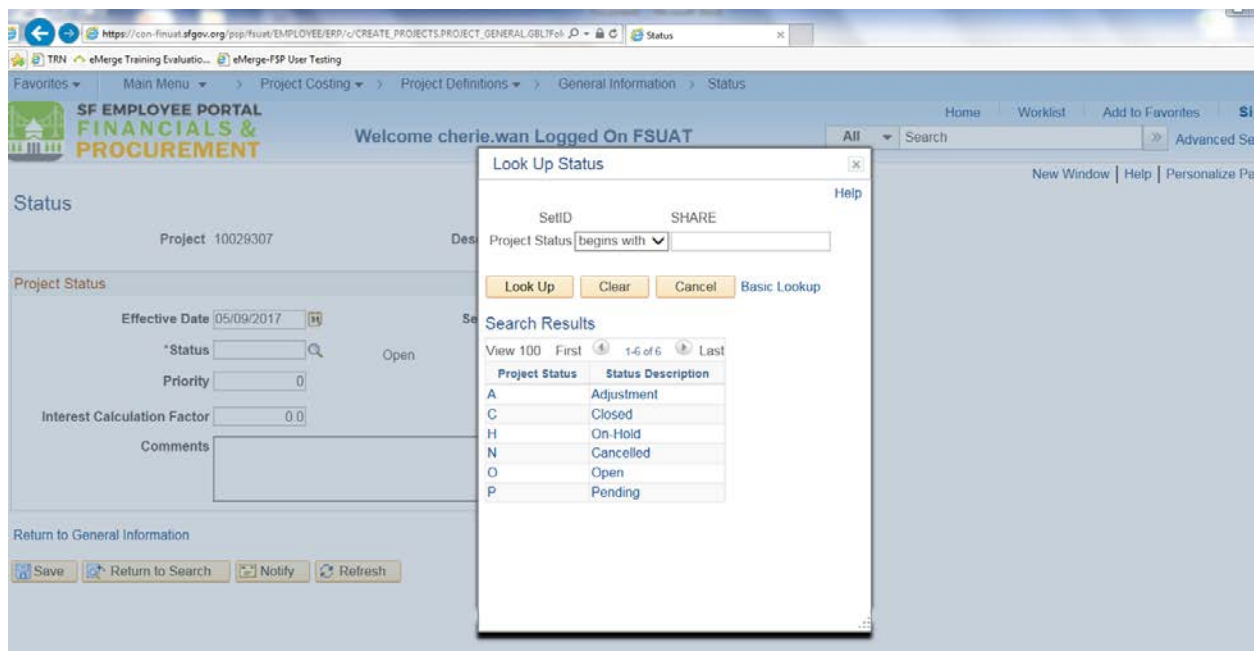 https://con-finuat.sfgov.org/psp/fsuat/EMPLOYEE/ERP/c/CREATE_PROJECTS.PROJECT_GENERAL.GBL?Fol
Status
TRN eMerge Training Evaluatio... eMerge-FSP User Testing
Favorites Main Menu > Project Costing > Project Definitions > General Information > Status
SF EMPLOYEE PORTAL
FINANCIALS &
PROCUREMENT
Welcome cherie.wan Logged On FSUAT
Home Worklist Add to Favorites Si
All Search » Advanced Se
New Window | Help | Personalize Pa
Status
Project 10029307 Des
Project Status
Effective Date 05/09/2017 31 Se
*Status Open
Priority 0
Interest Calculation Factor 0.0
Comments
Return to General Information
Save Return to Search Notify Refresh
Look Up Status
Help
SetID SHARE
Project Status begins with
Look Up Clear Cancel Basic Lookup
Search Results
View 100 First 1-6 of 6 Last
Project Status Status Description
A Adjustment
C Closed
H On-Hold
N Cancelled
O Open
P Pending